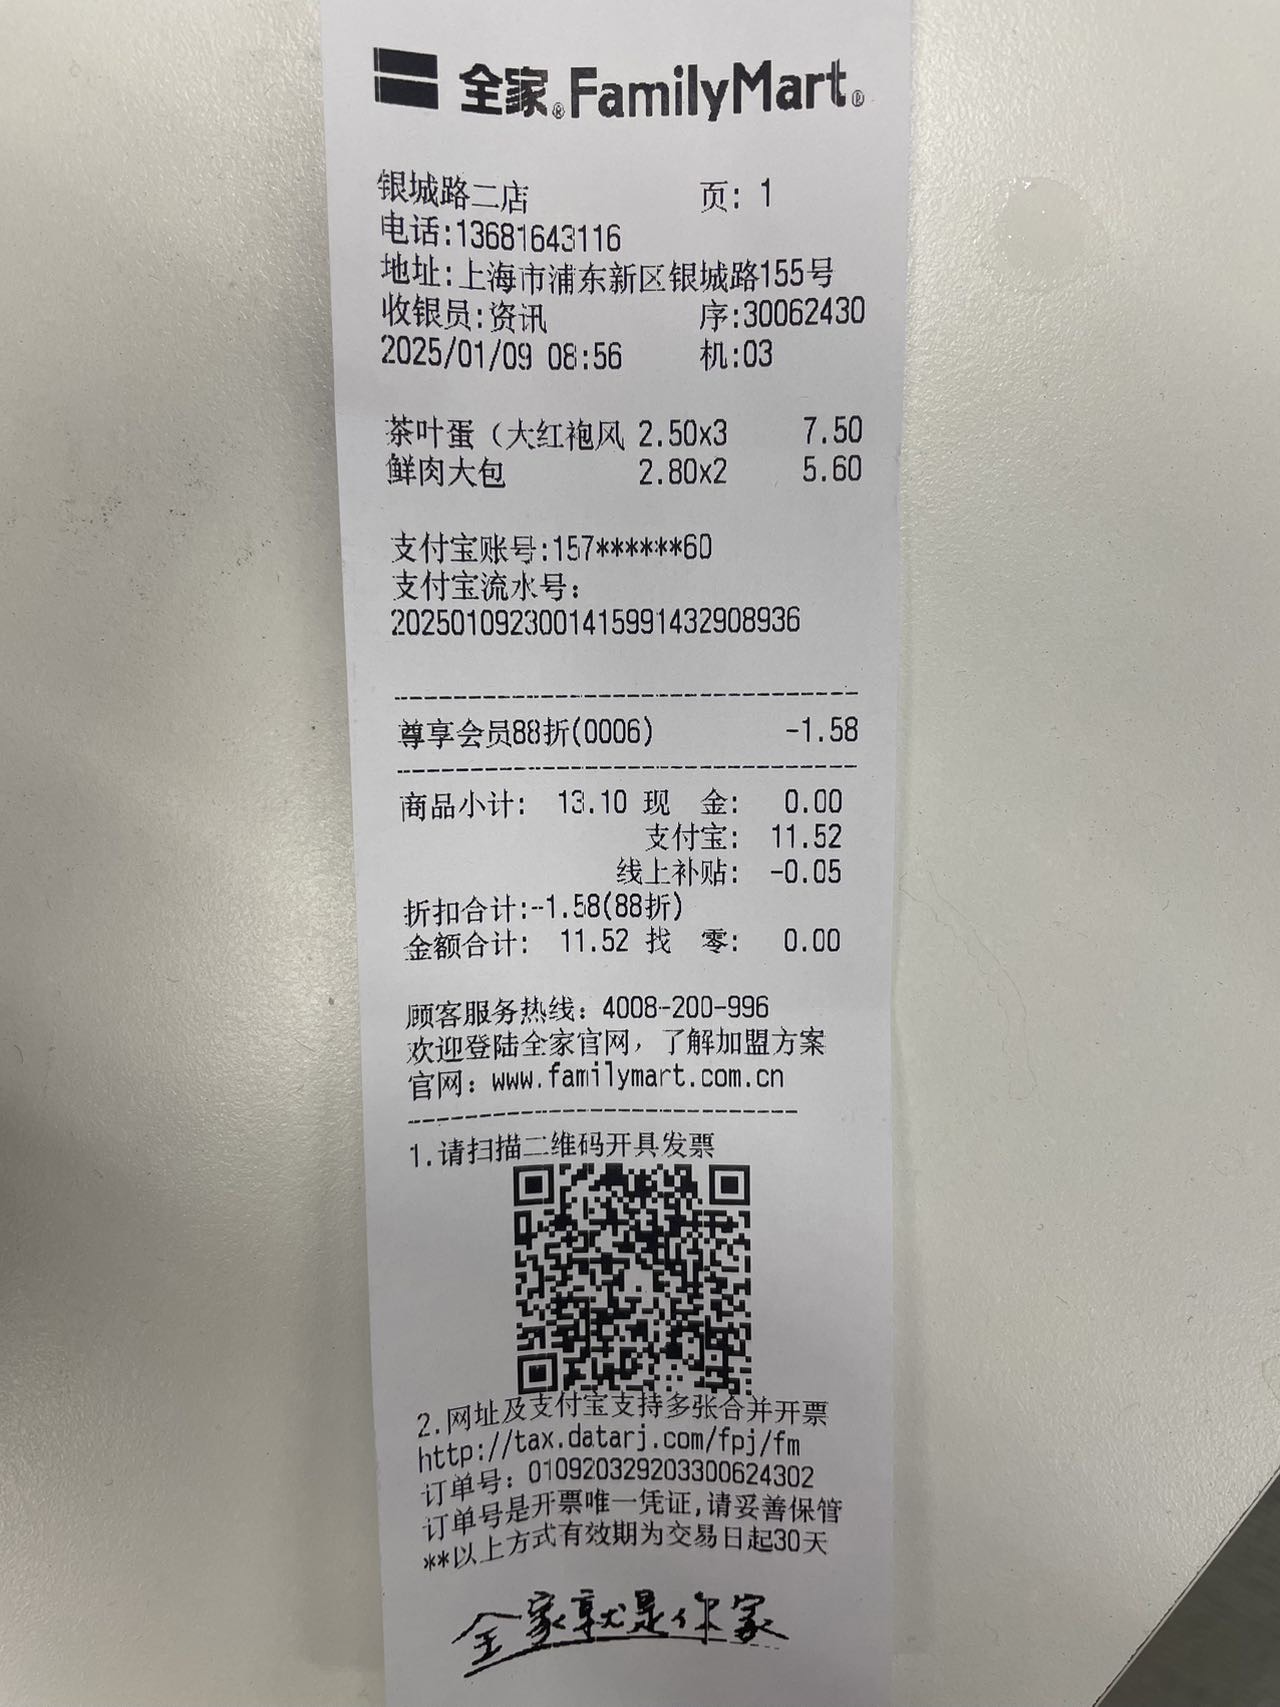 全家® FamilyMart®
银城路二店 页: 1
电话:13681643116
地址:上海市浦东新区银城路155号
收银员:资讯 序:30062430
2025/01/09 08:56 机:03
茶叶蛋（大红袍风 2.50x3 7.50
鲜肉大包 2.80x2 5.60
支付宝账号:157******60
支付宝流水号:
2025010923001415991432908936
尊享会员88折(0006) -1.58
商品小计: 13.10 现 金: 0.00
支付宝: 11.52
线上补贴: -0.05
折扣合计:-1.58(88折)
金额合计: 11.52 找 零: 0.00
顾客服务热线: 4008-200-996
欢迎登陆全家官网，了解加盟方案
官网: www.familymart.com.cn
1.请扫描二维码开具发票
2.网址及支付宝支持多张合并开票
http://tax.datarj.com/fpj/fm
订单号: 010920329203300624302
订单号是开票唯一凭证,请妥善保管
**以上方式有效期为交易日起30天
全家就是你家